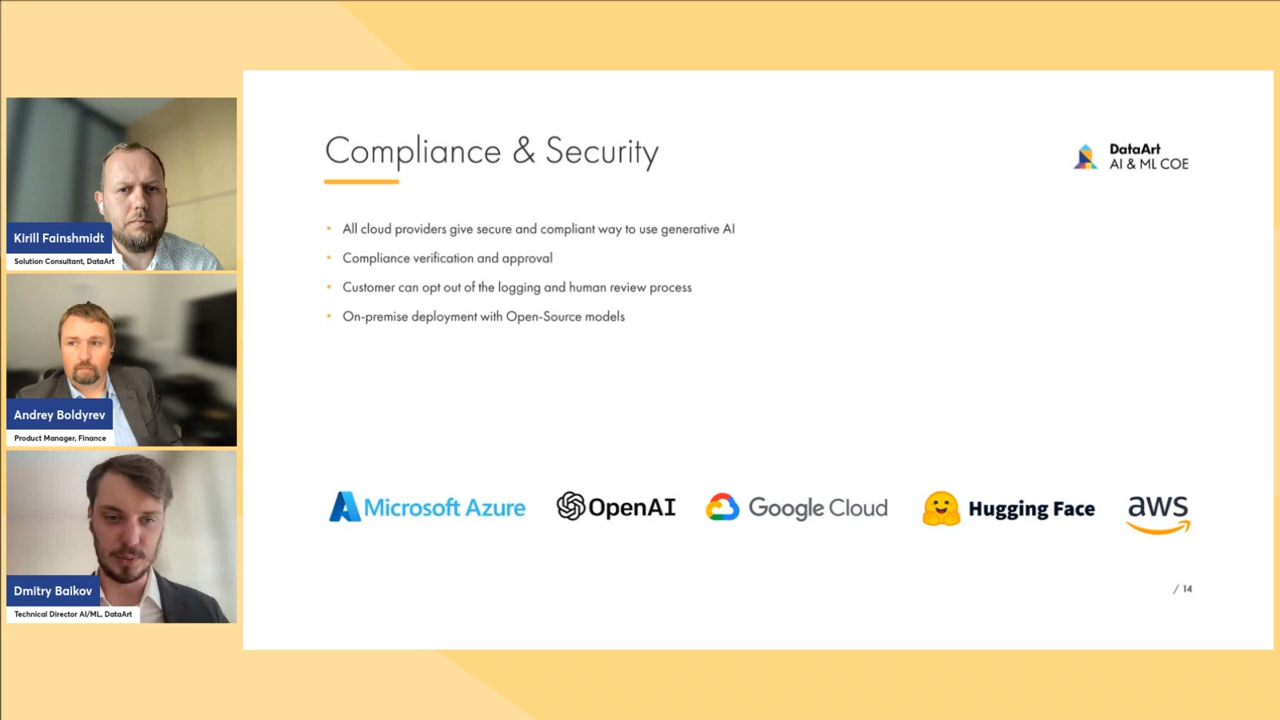 Kirill Fainshmidt
Solution Consultant, DataArt
Andrey Boldyrev
Product Manager, Finance
Dmitry Baikov
Technical Director AI/ML, DataArt
Compliance & Security
DataArt
AI & ML COE
• All cloud providers give secure and compliant way to use generative AI
• Compliance verification and approval
• Customer can opt out of the logging and human review process
• On-premise deployment with Open-Source models
Microsoft Azure
OpenAI
Google Cloud
Hugging Face
aws
/ 14